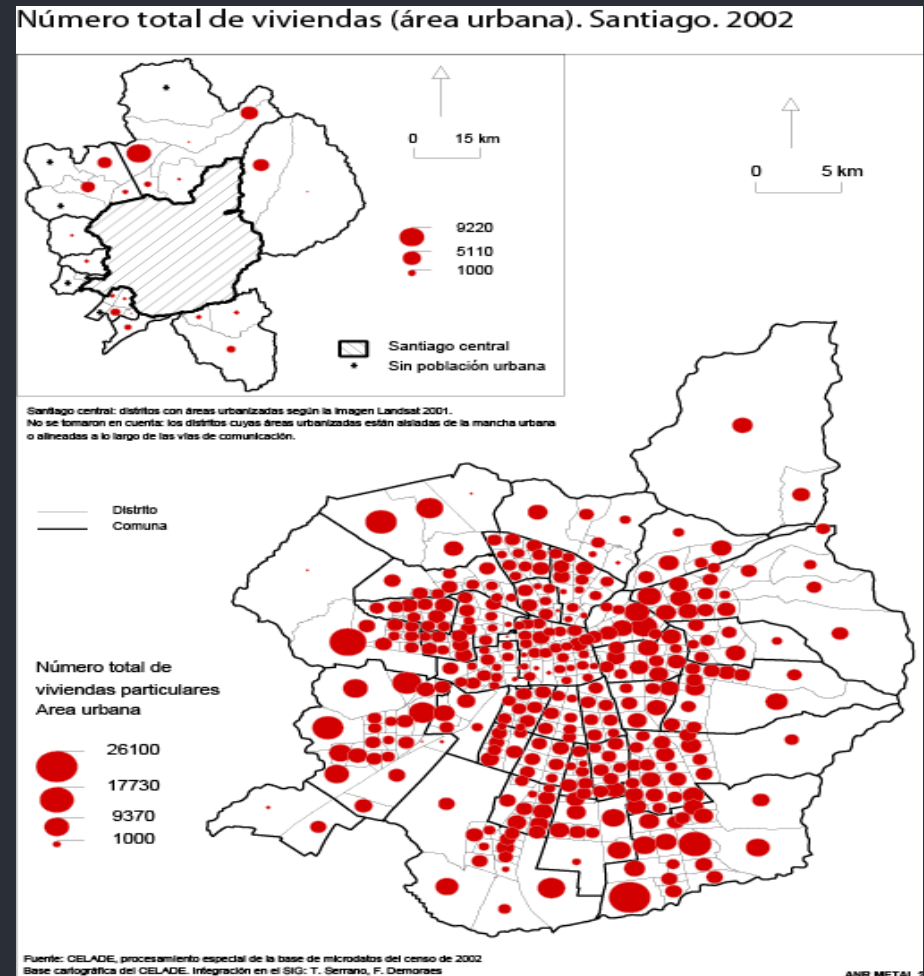 Número total de viviendas (área urbana). Santiago. 2002
0 15 km
9220
5110
1000
Santiago central
Sin población urbana
0 5 km
Santiago central: distritos con áreas urbanizadas según la imagen Landsat 2001.
No se tomaron en cuenta: los distritos cuyas áreas urbanizadas están aisladas de la mancha urbana
o alineadas a lo largo de las vías de comunicación.
Distrito
Comuna
Número total de
viviendas particulares
Area urbana
26100
17730
9370
1000
Fuente: CELADE, procesamiento especial de la base de microdatos del censo de 2002
Base cartográfica del CELADE. Integración en el SIG: T. Serrano, F. Demoraes
ANR METAL